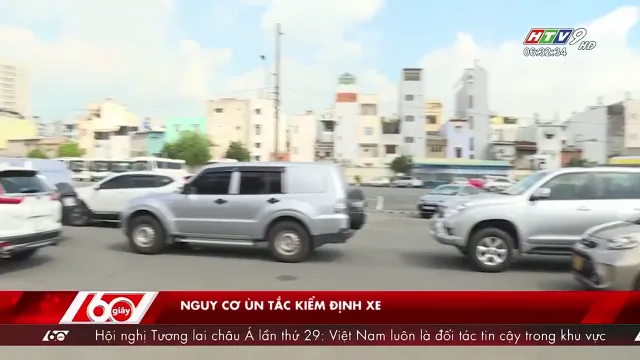 HTV9 HD
06:32:34
60 giây
NGUY CƠ ÙN TẮC KIỂM ĐỊNH XE
60 Hội nghị Tương lai châu Á lần thứ 29: Việt Nam luôn là đối tác tin cậy trong khu vực